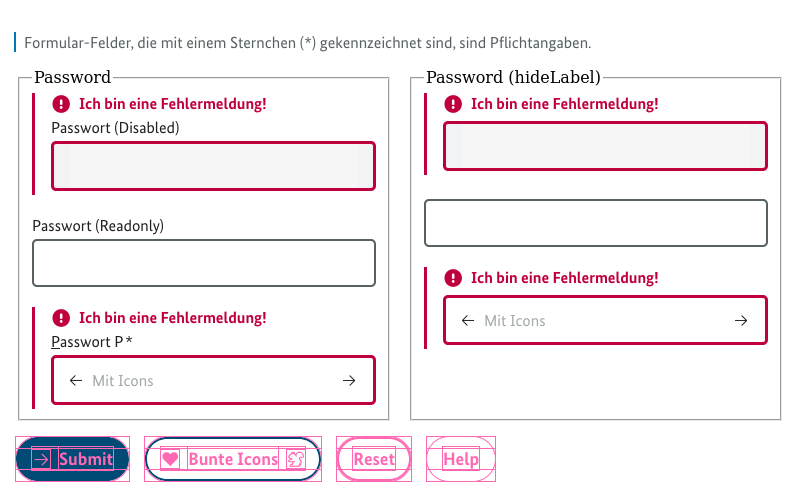 Formular-Felder, die mit einem Sternchen (*) gekennzeichnet sind, sind Pflichtangaben.
Password
Ich bin eine Fehlermeldung!
Passwort (Disabled)
Passwort (Readonly)
Ich bin eine Fehlermeldung!
Passwort P *
Mit Icons
Password (hideLabel)
Ich bin eine Fehlermeldung!
Ich bin eine Fehlermeldung!
Mit Icons
Submit
Bunte Icons
Reset
Help